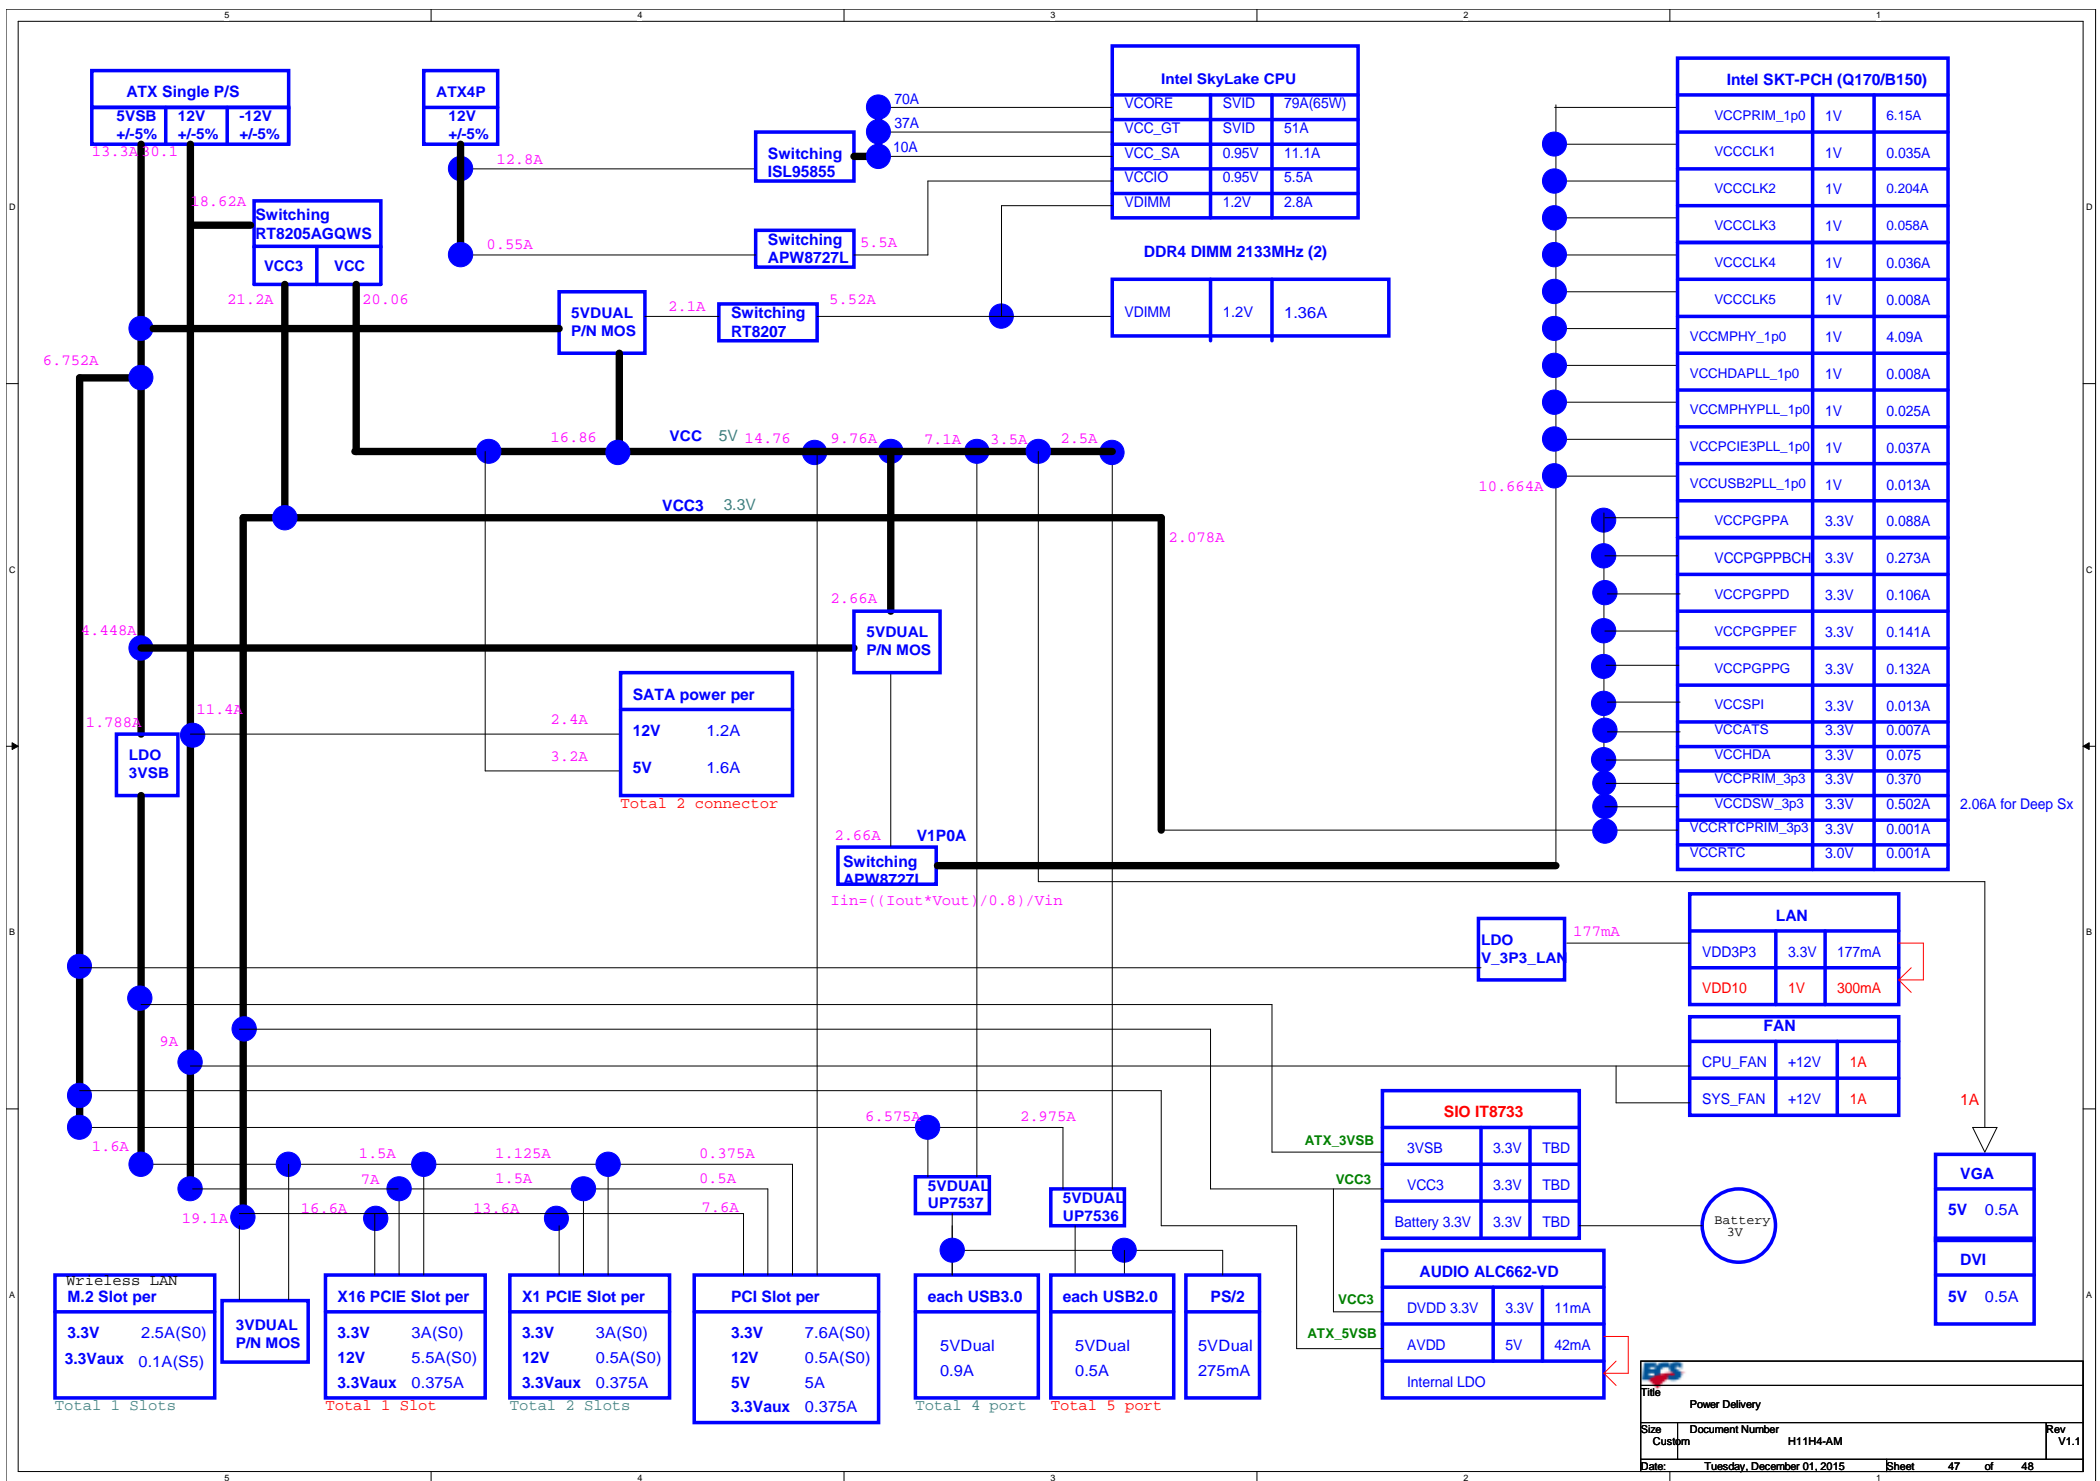 5 4 3 2 1
ATX Single P/S
5VSB 12V -12V
+/-5% +/-5% +/-5%
13.3A 30.1
ATX4P
12V
+/-5%
12.8A
0.55A
Switching
ISL95855
70A
37A
10A
Switching
APW8727L
5.5A
Intel SkyLake CPU
VCORE SVID 79A(65W)
VCC_GT SVID 51A
VCC_SA 0.95V 11.1A
VCCIO 0.95V 5.5A
VDIMM 1.2V 2.8A
DDR4 DIMM 2133MHz (2)
VDIMM 1.2V 1.36A
Intel SKT-PCH (Q170/B150)
VCCPRIM_1p0 1V 6.15A
VCCCLK1 1V 0.035A
VCCCLK2 1V 0.204A
VCCCLK3 1V 0.058A
VCCCLK4 1V 0.036A
VCCCLK5 1V 0.008A
VCCMPHY_1p0 1V 4.09A
VCCHDAPLL_1p0 1V 0.008A
VCCMPHYPLL_1p0 1V 0.025A
VCCPCIE3PLL_1p0 1V 0.037A
VCCUSB2PLL_1p0 1V 0.013A
VCCPGPPA 3.3V 0.088A
VCCPGPPBCH 3.3V 0.273A
VCCPGPPD 3.3V 0.106A
VCCPGPPEF 3.3V 0.141A
VCCPGPPG 3.3V 0.132A
VCCSPI 3.3V 0.013A
VCCATS 3.3V 0.007A
VCCHDA 3.3V 0.075
VCCPRIM_3p3 3.3V 0.370
VCCDSW_3p3 3.3V 0.502A
VCCRTCPRIM_3p3 3.3V 0.001A
VCCRTC 3.0V 0.001A
2.06A for Deep Sx
10.664A
D D
18.62A
Switching
RT8205AGQWS
VCC3 VCC
21.2A 20.06
5VDUAL
P/N MOS
2.1A
Switching
RT8207
5.52A
6.752A
16.86 VCC 5V 14.76 9.76A 7.1A 3.5A 2.5A
VCC3 3.3V
2.078A
C C
2.66A
5VDUAL
P/N MOS
4.448A
SATA power per
12V 1.2A
5V 1.6A
Total 2 connector
2.4A
3.2A
11.4A
1.788A
LDO
3VSB
2.66A V1P0A
Switching
APW8727L
Iin=((Iout*Vout)/0.8)/Vin
B B
LDO
V_3P3_LAN
177mA
LAN
VDD3P3 3.3V 177mA
VDD10 1V 300mA
FAN
CPU_FAN +12V 1A
SYS_FAN +12V 1A
9A
1A
VGA
5V 0.5A
DVI
5V 0.5A
SIO IT8733
ATX_3VSB
3VSB 3.3V TBD
VCC3
VCC3 3.3V TBD
Battery 3.3V 3.3V TBD
Battery
3V
AUDIO ALC662-VD
VCC3
DVDD 3.3V 3.3V 11mA
ATX_5VSB
AVDD 5V 42mA
Internal LDO
6.575A 2.975A
1.6A 1.5A 1.125A 0.375A
7A 1.5A 0.5A
19.1A 16.6A 13.6A 7.6A
5VDUAL
UP7537
5VDUAL
UP7536
A A
Wrieless LAN
M.2 Slot per
3.3V 2.5A(S0)
3.3Vaux 0.1A(S5)
Total 1 Slots
3VDUAL
P/N MOS
X16 PCIE Slot per
3.3V 3A(S0)
12V 5.5A(S0)
3.3Vaux 0.375A
Total 1 Slot
X1 PCIE Slot per
3.3V 3A(S0)
12V 0.5A(S0)
3.3Vaux 0.375A
Total 2 Slots
PCI Slot per
3.3V 7.6A(S0)
12V 0.5A(S0)
5V 5A
3.3Vaux 0.375A
each USB3.0
5VDual
0.9A
Total 4 port
each USB2.0
5VDual
0.5A
Total 5 port
PS/2
5VDual
275mA
ECS
Title
Power Delivery
Size Document Number Rev
Custom H11H4-AM V1.1
Date: Tuesday, December 01, 2015 Sheet 47 of 48
5 4 3 2 1